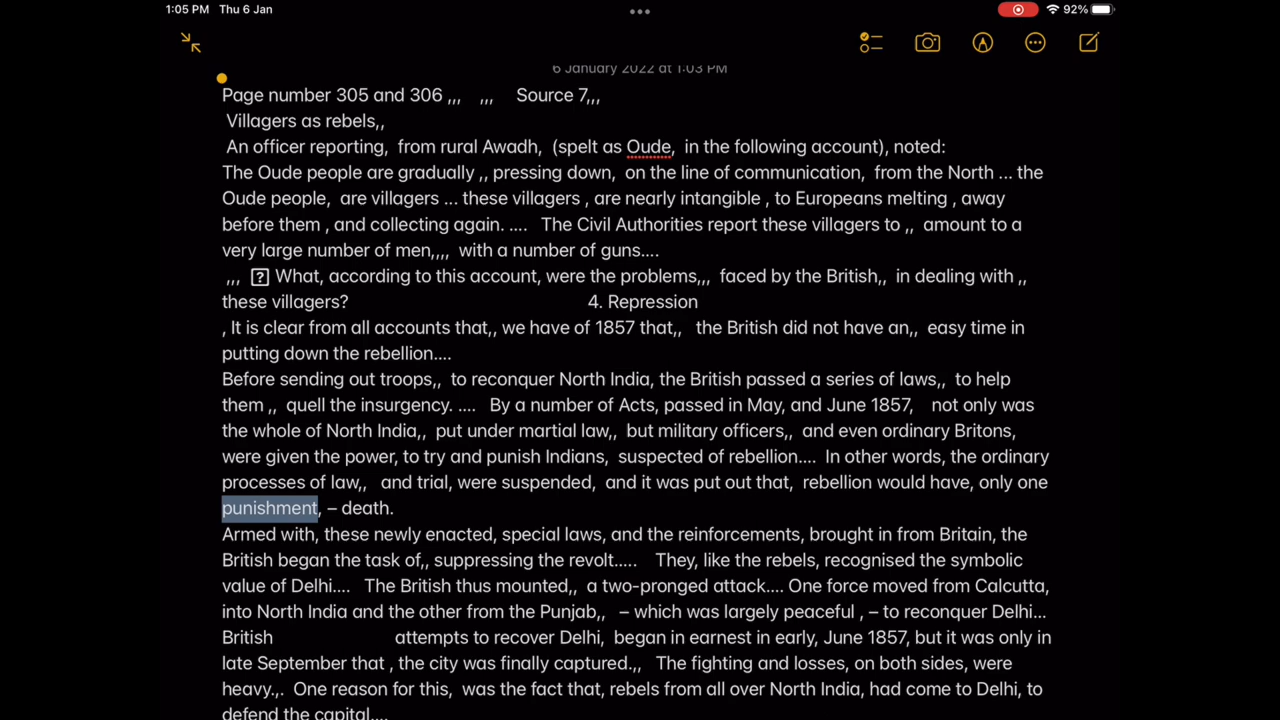 1:05 PM Thu 6 Jan
92%
6 January 2022 at 1:03 PM
Page number 305 and 306 ,,, ,,, Source 7,,,
Villagers as rebels,,
An officer reporting, from rural Awadh, (spelt as Oude, in the following account), noted:
The Oude people are gradually ,, pressing down, on the line of communication, from the North ... the
Oude people, are villagers ... these villagers , are nearly intangible , to Europeans melting , away
before them , and collecting again. .... The Civil Authorities report these villagers to ,, amount to a
very large number of men,,,, with a number of guns....
,,, ? What, according to this account, were the problems,,, faced by the British,, in dealing with ,,
these villagers? 4. Repression
, It is clear from all accounts that,, we have of 1857 that,, the British did not have an,, easy time in
putting down the rebellion....
Before sending out troops,, to reconquer North India, the British passed a series of laws,, to help
them ,, quell the insurgency. .... By a number of Acts, passed in May, and June 1857, not only was
the whole of North India,, put under martial law,, but military officers,, and even ordinary Britons,
were given the power, to try and punish Indians, suspected of rebellion.... In other words, the ordinary
processes of law,, and trial, were suspended, and it was put out that, rebellion would have, only one
punishment, – death.
Armed with, these newly enacted, special laws, and the reinforcements, brought in from Britain, the
British began the task of,, suppressing the revolt..... They, like the rebels, recognised the symbolic
value of Delhi.... The British thus mounted,, a two-pronged attack.... One force moved from Calcutta,
into North India and the other from the Punjab,, – which was largely peaceful , – to reconquer Delhi...
British attempts to recover Delhi, began in earnest in early, June 1857, but it was only in
late September that , the city was finally captured.,, The fighting and losses, on both sides, were
heavy.,. One reason for this, was the fact that, rebels from all over North India, had come to Delhi, to
defend the capital....